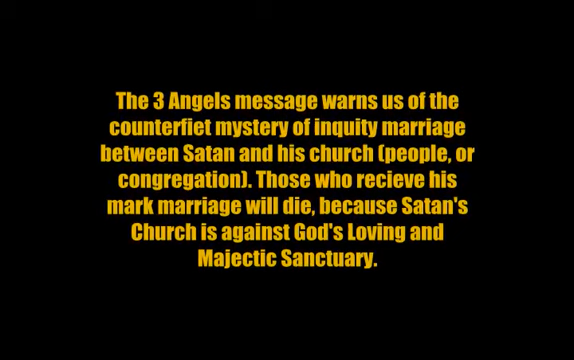 The 3 Angels message warns us of the
counterfiet mystery of inquity marriage
between Satan and his church (people, or
congregation). Those who recieve his
mark marriage will die, because Satan's
Church is against God's Loving and
Majectic Sanctuary.